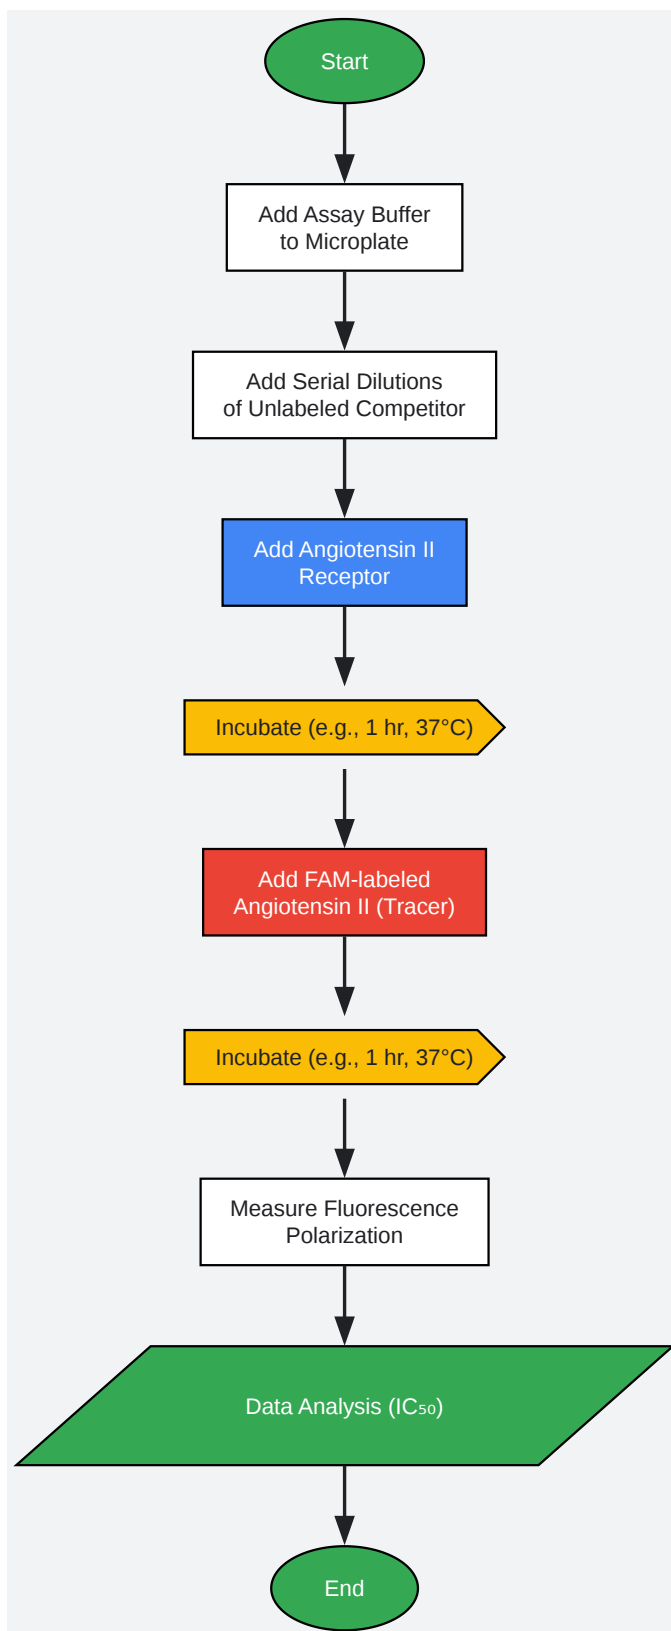 Start
Add Assay Buffer
to Microplate
Add Serial Dilutions
of Unlabeled Competitor
Add Angiotensin II
Receptor
Incubate (e.g., 1 hr, 37°C)
Add FAM-labeled
Angiotensin II (Tracer)
Incubate (e.g., 1 hr, 37°C)
Measure Fluorescence
Polarization
Data Analysis (IC₅₀)
End